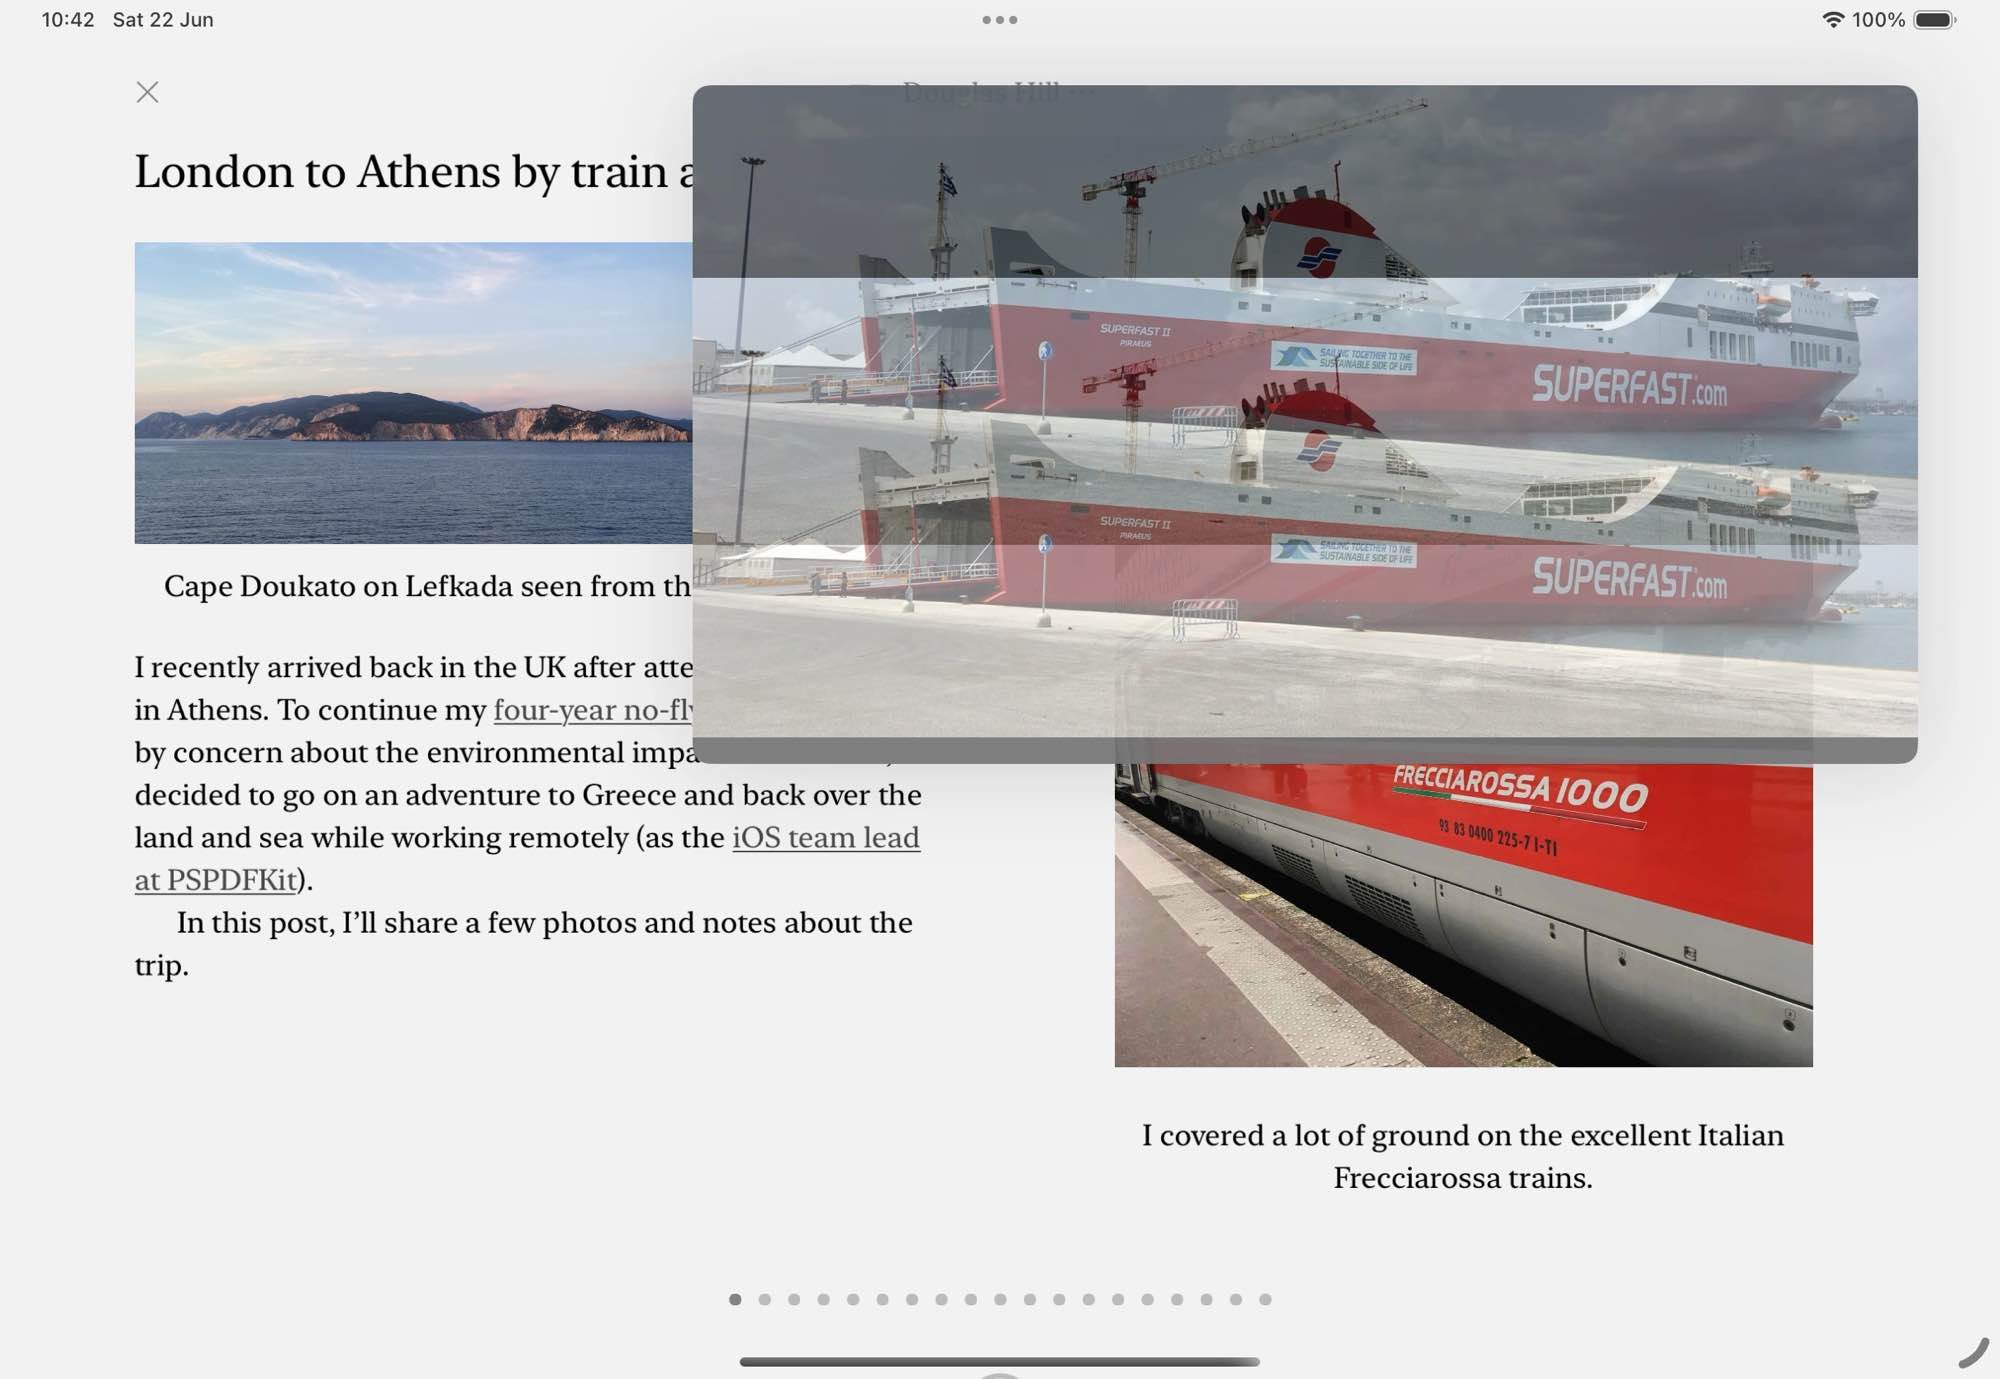 10:42 Sat 22 Jun
100%
Douglas Hill
London to Athens by train
SUPERFAST II
PIRAEUS
SAILING TOGETHER TO THE
SUSTAINABLE SIDE OF LIFE
SUPERFAST.com
SUPERFAST II
PIRAEUS
SAILING TOGETHER TO THE
SUSTAINABLE SIDE OF LIFE
SUPERFAST.com
Cape Doukato on Lefkada seen from
I recently arrived back in the UK after
in Athens. To continue my four-year
by concern about the environmental
decided to go on an adventure to Greece and back over the
land and sea while working remotely (as the iOS team lead
at PSPDFKit).
In this post, I’ll share a few photos and notes about the
trip.
FRECCIAROSSA 1000
93 83 0400 225-7 I-TI
I covered a lot of ground on the excellent Italian
Frecciarossa trains.